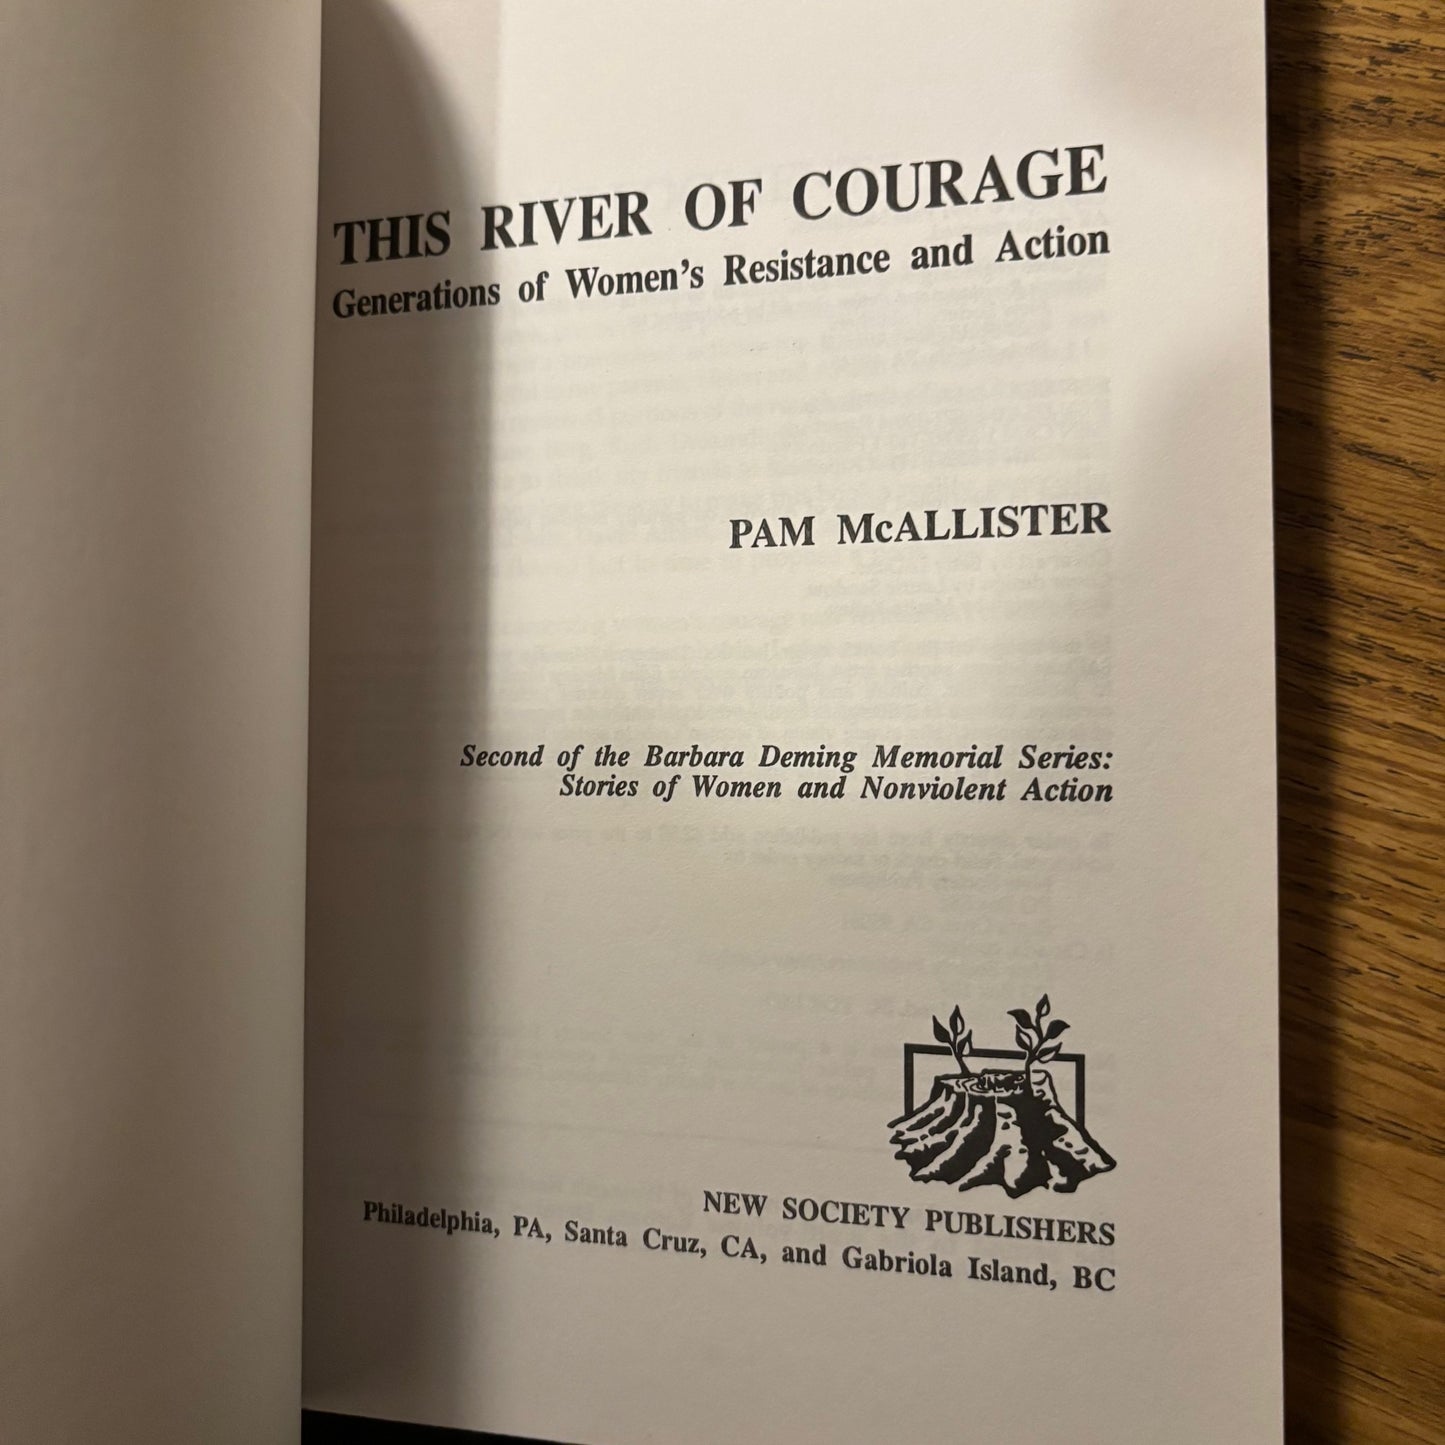 THIS RIVER OF COURAGE
Generations of Women's Resistance and Action
PAM McALLISTER
Second of the Barbara Deming Memorial Series:
Stories of Women and Nonviolent Action
NEW SOCIETY PUBLISHERS
Philadelphia, PA, Santa Cruz, CA, and Gabriola Island, BC